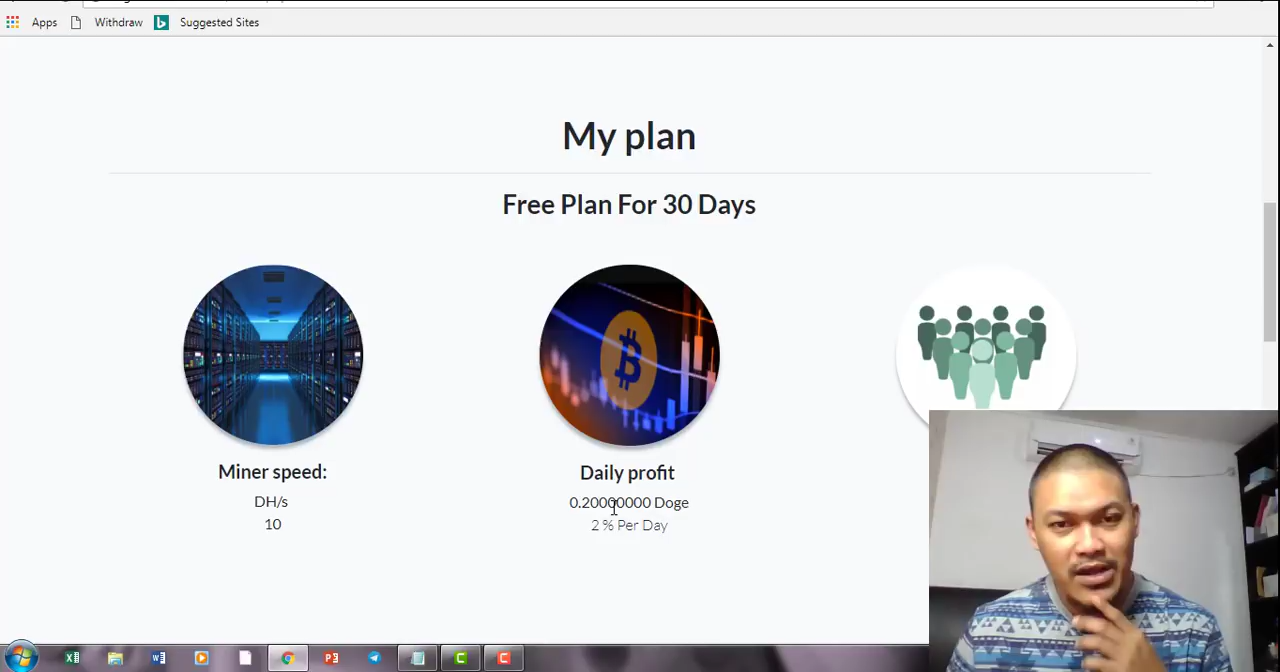 Apps Withdraw Suggested Sites
My plan
Free Plan For 30 Days
Miner speed:
DH/s
10
Daily profit
0.20000000 Doge
2 % Per Day